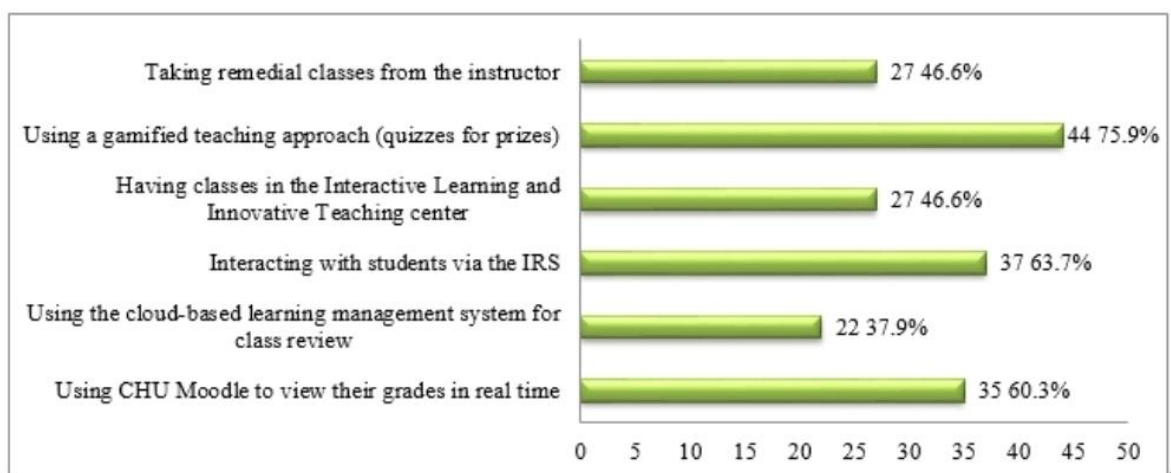 Taking remedial classes from the instructor
27 46.6%
Using a gamified teaching approach (quizzes for prizes)
44 75.9%
Having classes in the Interactive Learning and
Innovative Teaching center
27 46.6%
Interacting with students via the IRS
37 63.7%
Using the cloud-based learning management system for
class review
22 37.9%
Using CHU Moodle to view their grades in real time
35 60.3%
0 5 10 15 20 25 30 35 40 45 50